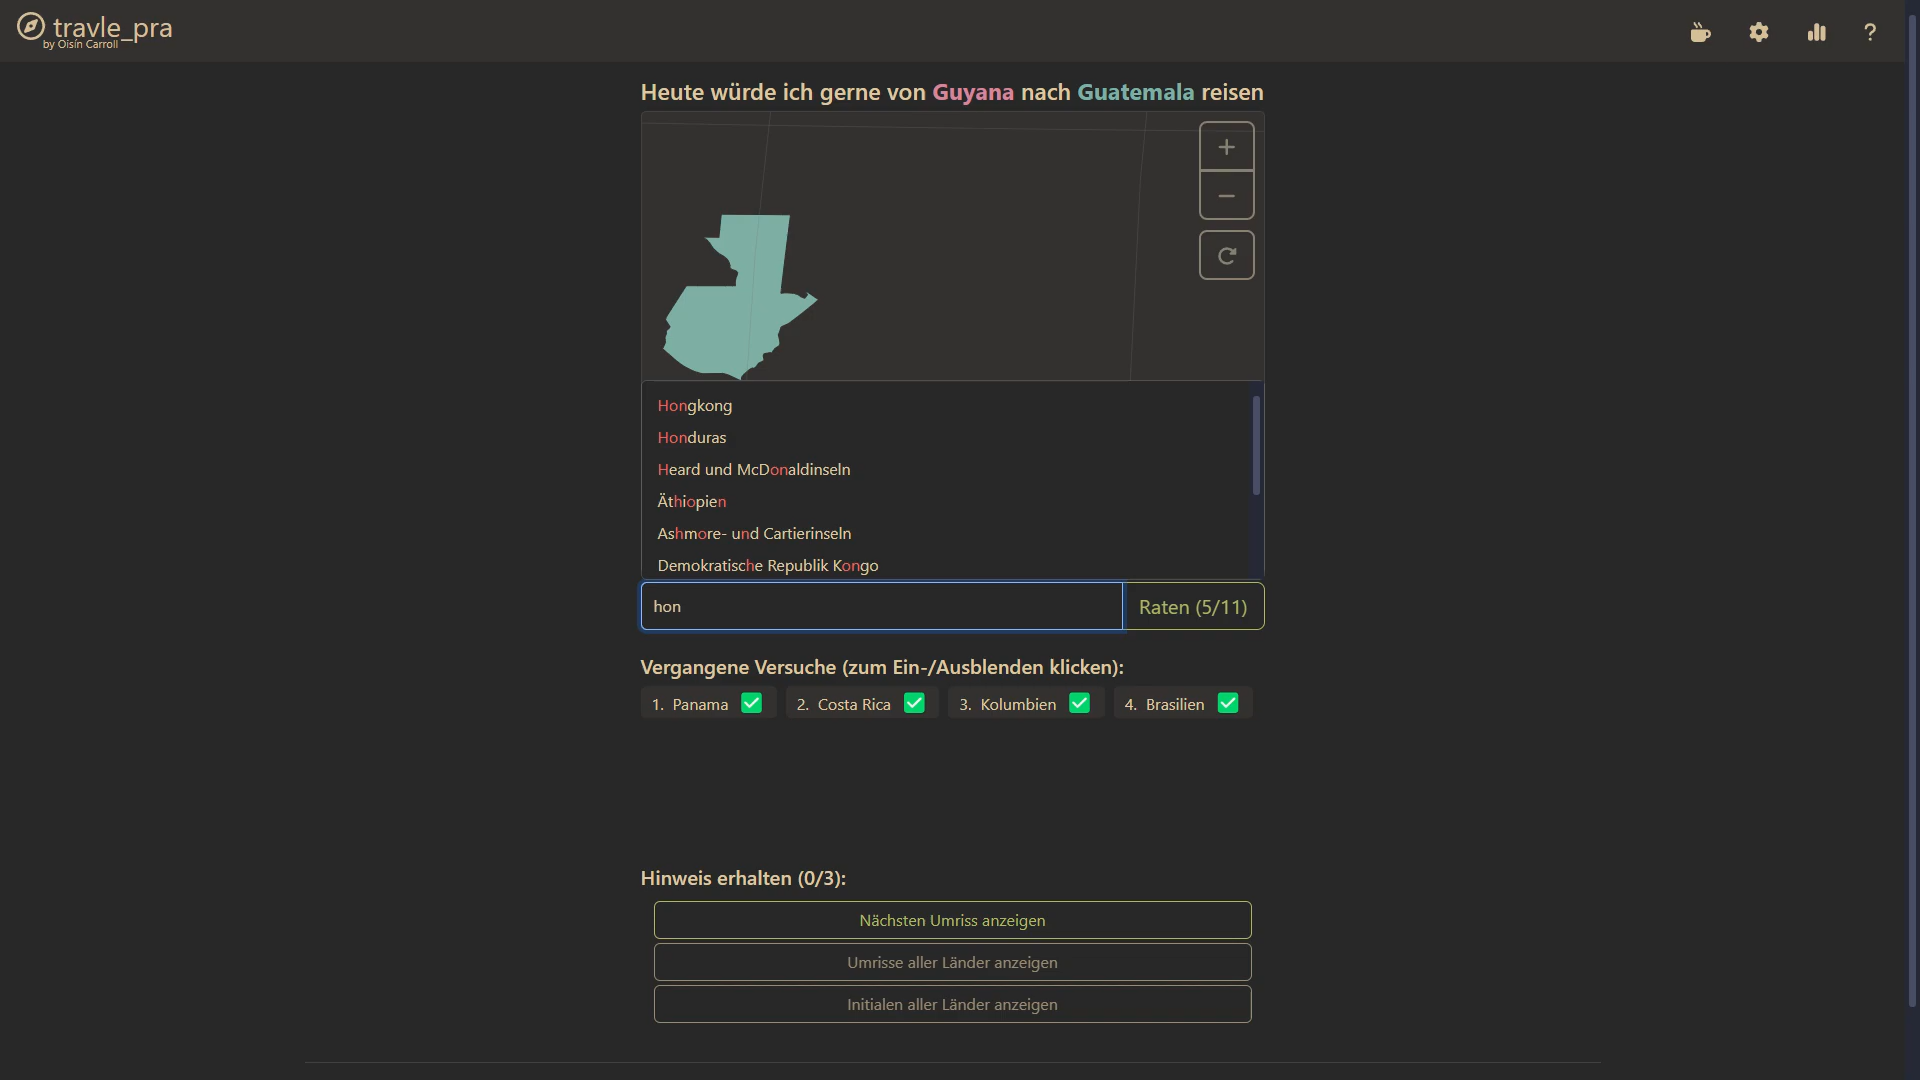 travle_pra
by Oisín Carroll
?
Heute würde ich gerne von Guyana nach Guatemala reisen
+
−
Hongkong
Honduras
Heard und McDonaldinseln
Äthiopien
Ashmore- und Cartierinseln
Demokratische Republik Kongo
hon
Raten (5/11)
Vergangene Versuche (zum Ein-/Ausblenden klicken):
1. Panama
2. Costa Rica
3. Kolumbien
4. Brasilien
Hinweis erhalten (0/3):
Nächsten Umriss anzeigen
Umrisse aller Länder anzeigen
Initialen aller Länder anzeigen